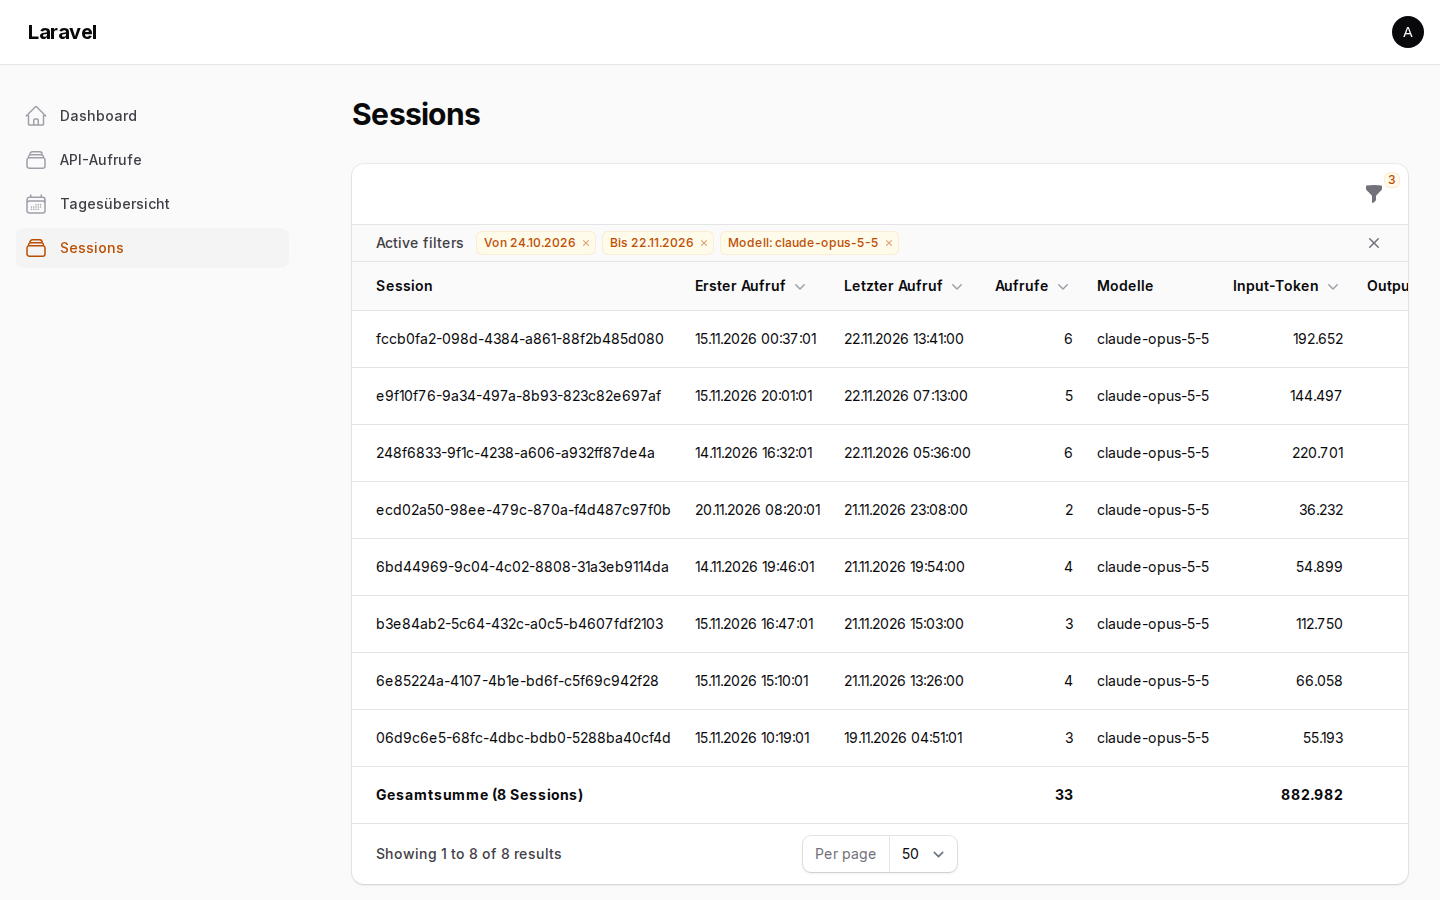 Laravel
A
Dashboard
API-Aufrufe
Tagesübersicht
Sessions
Sessions
3
Active filters Von 24.10.2026 Bis 22.11.2026 Modell: claude-opus-5-5
Session Erster Aufruf Letzter Aufruf Aufrufe Modelle Input-Token Outpu
fccb0fa2-098d-4384-a861-88f2b485d080 15.11.2026 00:37:01 22.11.2026 13:41:00 6 claude-opus-5-5 192.652
e9f10f76-9a34-497a-8b93-823c82e697af 15.11.2026 20:01:01 22.11.2026 07:13:00 5 claude-opus-5-5 144.497
248f6833-9f1c-4238-a606-a932ff87de4a 14.11.2026 16:32:01 22.11.2026 05:36:00 6 claude-opus-5-5 220.701
ecd02a50-98ee-479c-870a-f4d487c97f0b 20.11.2026 08:20:01 21.11.2026 23:08:00 2 claude-opus-5-5 36.232
6bd44969-9c04-4c02-8808-31a3eb9114da 14.11.2026 19:46:01 21.11.2026 19:54:00 4 claude-opus-5-5 54.899
b3e84ab2-5c64-432c-a0c5-b4607fdf2103 15.11.2026 16:47:01 21.11.2026 15:03:00 3 claude-opus-5-5 112.750
6e85224a-4107-4b1e-bd6f-c5f69c942f28 15.11.2026 15:10:01 21.11.2026 13:26:00 4 claude-opus-5-5 66.058
06d9c6e5-68fc-4dbc-bdb0-5288ba40cf4d 15.11.2026 10:19:01 19.11.2026 04:51:01 3 claude-opus-5-5 55.193
Gesamtsumme (8 Sessions) 33 882.982
Showing 1 to 8 of 8 results Per page 50